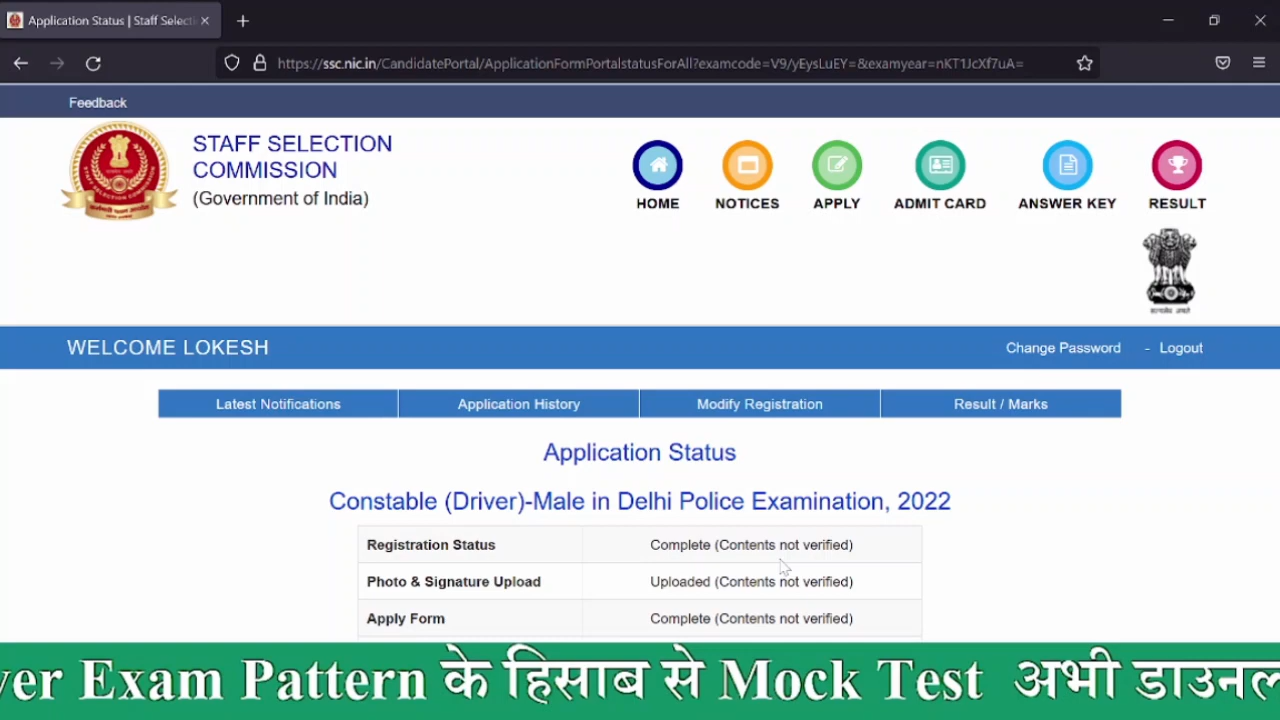 Application Status | Staff Selecti
https://ssc.nic.in/CandidatePortal/ApplicationFormPortalstatusForAll?examcode=V9/yEysLuEY=&examyear=nKT1JcXf7uA=
Feedback
STAFF SELECTION
COMMISSION
(Government of India)
HOME
NOTICES
APPLY
ADMIT CARD
ANSWER KEY
RESULT
WELCOME LOKESH
Change Password - Logout
Latest Notifications
Application History
Modify Registration
Result / Marks
Application Status
Constable (Driver)-Male in Delhi Police Examination, 2022
Registration Status Complete (Contents not verified)
Photo & Signature Upload Uploaded (Contents not verified)
Apply Form Complete (Contents not verified)
ver Exam Pattern के हिसाब से Mock Test अभी डाउनल